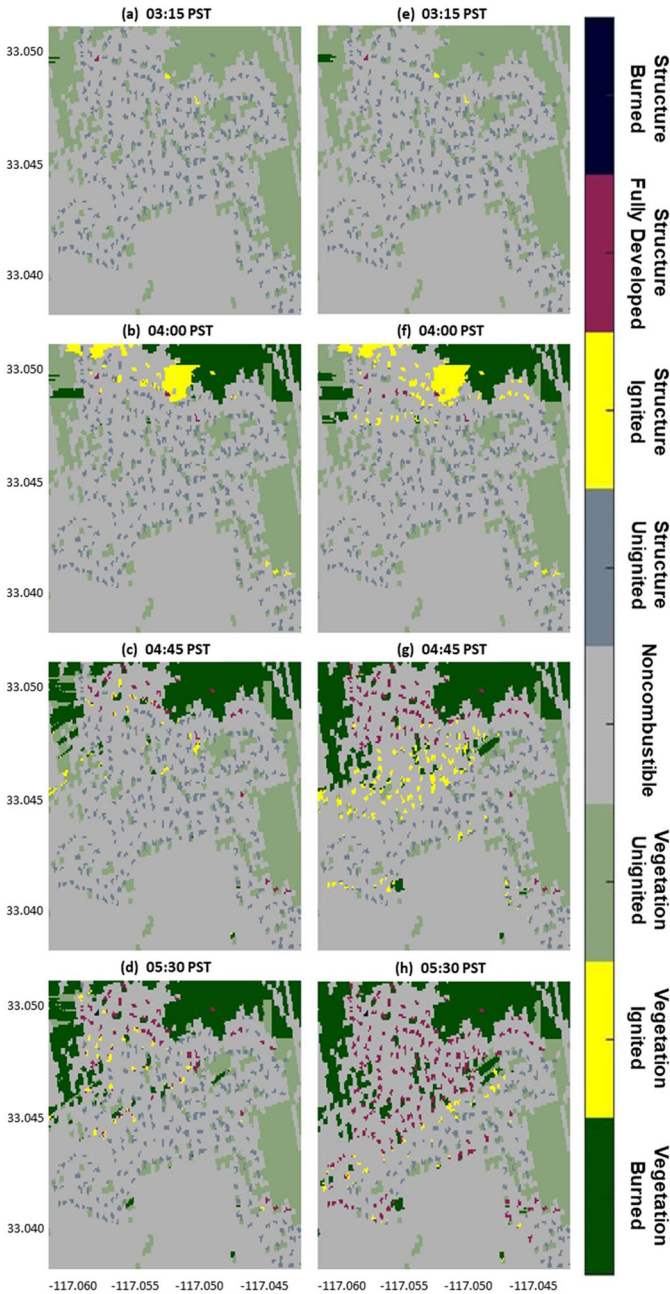 (a) 03:15 PST
(e) 03:15 PST
33.050
33.045
33.040
(b) 04:00 PST
(f) 04:00 PST
33.050
33.045
33.040
(c) 04:45 PST
(g) 04:45 PST
33.050
33.045
33.040
(d) 05:30 PST
(h) 05:30 PST
33.050
33.045
33.040
-117.060 -117.055 -117.050 -117.045
-117.060 -117.055 -117.050 -117.045
Structure
Burned
Structure
Fully Developed
Structure
Ignited
Structure
Unignited
Noncombustible
Vegetation
Unignited
Vegetation
Ignited
Vegetation
Burned